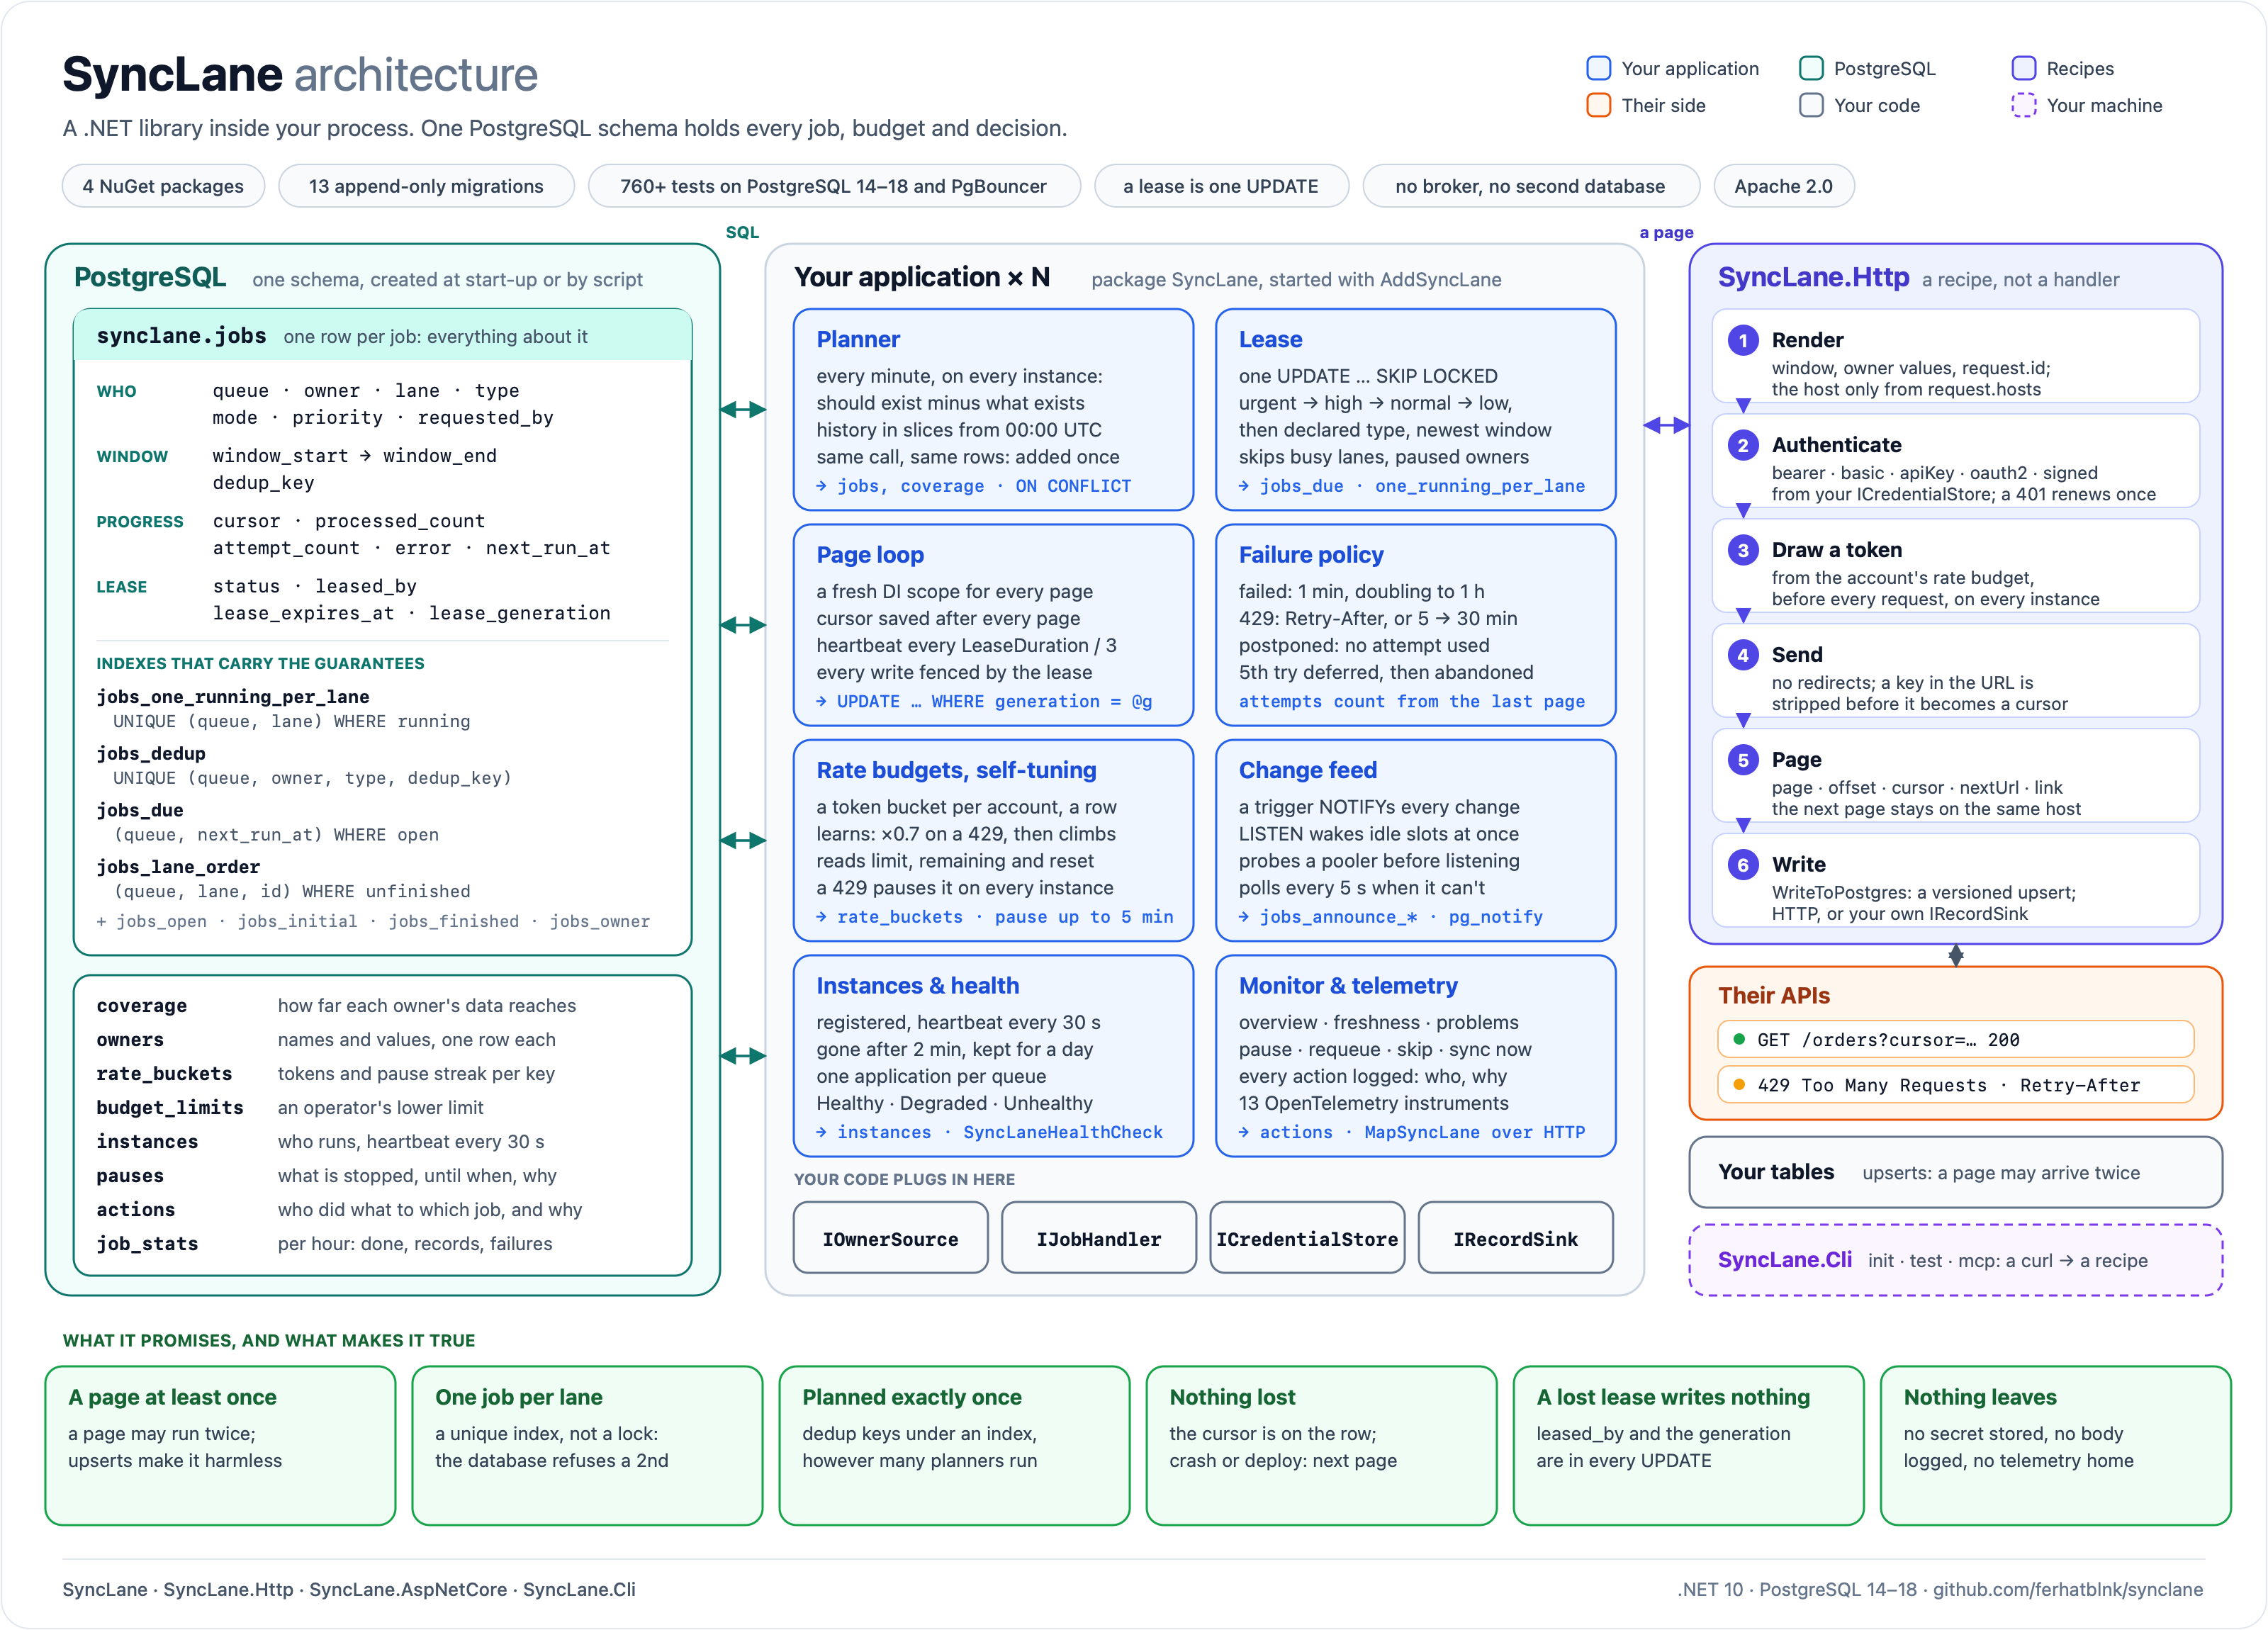 SyncLane architecture
A .NET library inside your process. One PostgreSQL schema holds every job, budget and decision.
Your application
PostgreSQL
Recipes
Their side
Your code
Your machine
4 NuGet packages
13 append-only migrations
760+ tests on PostgreSQL 14–18 and PgBouncer
a lease is one UPDATE
no broker, no second database
Apache 2.0
SQL
a page
PostgreSQL one schema, created at start-up or by script
synclane.jobs one row per job: everything about it
WHO queue · owner · lane · type
mode · priority · requested_by
WINDOW window_start → window_end
dedup_key
PROGRESS cursor · processed_count
attempt_count · error · next_run_at
LEASE status · leased_by
lease_expires_at · lease_generation
INDEXES THAT CARRY THE GUARANTEES
jobs_one_running_per_lane
UNIQUE (queue, lane) WHERE running
jobs_dedup
UNIQUE (queue, owner, type, dedup_key)
jobs_due
(queue, next_run_at) WHERE open
jobs_lane_order
(queue, lane, id) WHERE unfinished
+ jobs_open · jobs_initial · jobs_finished · jobs_owner
coverage how far each owner's data reaches
owners names and values, one row each
rate_buckets tokens and pause streak per key
budget_limits an operator's lower limit
instances who runs, heartbeat every 30 s
pauses what is stopped, until when, why
actions who did what to which job, and why
job_stats per hour: done, records, failures
Your application × N package SyncLane, started with AddSyncLane
Planner
every minute, on every instance:
should exist minus what exists
history in slices from 00:00 UTC
same call, same rows: added once
→ jobs, coverage · ON CONFLICT
Lease
one UPDATE … SKIP LOCKED
urgent → high → normal → low,
then declared type, newest window
skips busy lanes, paused owners
→ jobs_due · one_running_per_lane
Page loop
a fresh DI scope for every page
cursor saved after every page
heartbeat every LeaseDuration / 3
every write fenced by the lease
→ UPDATE … WHERE generation = @g
Failure policy
failed: 1 min, doubling to 1 h
429: Retry-After, or 5 → 30 min
postponed: no attempt used
5th try deferred, then abandoned
attempts count from the last page
Rate budgets, self-tuning
a token bucket per account, a row
learns: ×0.7 on a 429, then climbs
reads limit, remaining and reset
a 429 pauses it on every instance
→ rate_buckets · pause up to 5 min
Change feed
a trigger NOTIFYs every change
LISTEN wakes idle slots at once
probes a pooler before listening
polls every 5 s when it can't
→ jobs_announce_* · pg_notify
Instances & health
registered, heartbeat every 30 s
gone after 2 min, kept for a day
one application per queue
Healthy · Degraded · Unhealthy
→ instances · SyncLaneHealthCheck
Monitor & telemetry
overview · freshness · problems
pause · requeue · skip · sync now
every action logged: who, why
13 OpenTelemetry instruments
→ actions · MapSyncLane over HTTP
YOUR CODE PLUGS IN HERE
IOwnerSource
IJobHandler
ICredentialStore
IRecordSink
SyncLane.Http a recipe, not a handler
1 Render
window, owner values, request.id;
the host only from request.hosts
2 Authenticate
bearer · basic · apiKey · oauth2 · signed
from your ICredentialStore; a 401 renews once
3 Draw a token
from the account's rate budget,
before every request, on every instance
4 Send
no redirects; a key in the URL is
stripped before it becomes a cursor
5 Page
page · offset · cursor · nextUrl · link
the next page stays on the same host
6 Write
WriteToPostgres: a versioned upsert;
HTTP, or your own IRecordSink
Their APIs
GET /orders?cursor=… 200
429 Too Many Requests · Retry-After
Your tables upserts: a page may arrive twice
SyncLane.Cli init · test · mcp: a curl → a recipe
WHAT IT PROMISES, AND WHAT MAKES IT TRUE
A page at least once
a page may run twice;
upserts make it harmless
One job per lane
a unique index, not a lock:
the database refuses a 2nd
Planned exactly once
dedup keys under an index,
however many planners run
Nothing lost
the cursor is on the row;
crash or deploy: next page
A lost lease writes nothing
leased_by and the generation
are in every UPDATE
Nothing leaves
no secret stored, no body
logged, no telemetry home
SyncLane · SyncLane.Http · SyncLane.AspNetCore · SyncLane.Cli
.NET 10 · PostgreSQL 14–18 · github.com/ferhatblnk/synclane